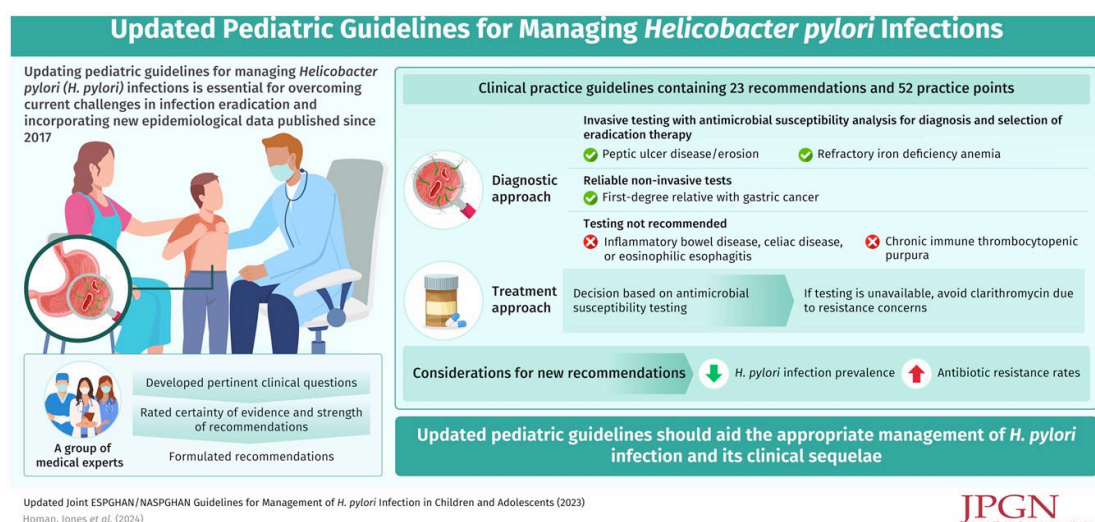 Updated Pediatric Guidelines for Managing Helicobacter pylori Infections
Updating pediatric guidelines for managing Helicobacter
pylori (H. pylori) infections is essential for overcoming
current challenges in infection eradication and
incorporating new epidemiological data published since
2017
A group of
medical experts
Developed pertinent clinical questions
Rated certainty of evidence and strength
of recommendations
Formulated recommendations
Clinical practice guidelines containing 23 recommendations and 52 practice points
Diagnostic
approach
Invasive testing with antimicrobial susceptibility analysis for diagnosis and selection of
eradication therapy
Peptic ulcer disease/erosion
Refractory iron deficiency anemia
Reliable non-invasive tests
First-degree relative with gastric cancer
Testing not recommended
Inflammatory bowel disease, celiac disease,
or eosinophilic esophagitis
Chronic immune thrombocytopenic
purpura
Treatment
approach
Decision based on antimicrobial
susceptibility testing
If testing is unavailable, avoid clarithromycin due
to resistance concerns
Considerations for new recommendations
H. pylori infection prevalence
Antibiotic resistance rates
Updated pediatric guidelines should aid the appropriate management of H. pylori
infection and its clinical sequelae
Updated Joint ESPGHAN/NASPGHAN Guidelines for Management of H. pylori Infection in Children and Adolescents (2023)
Homan, Jones et al. (2024)
JPGN